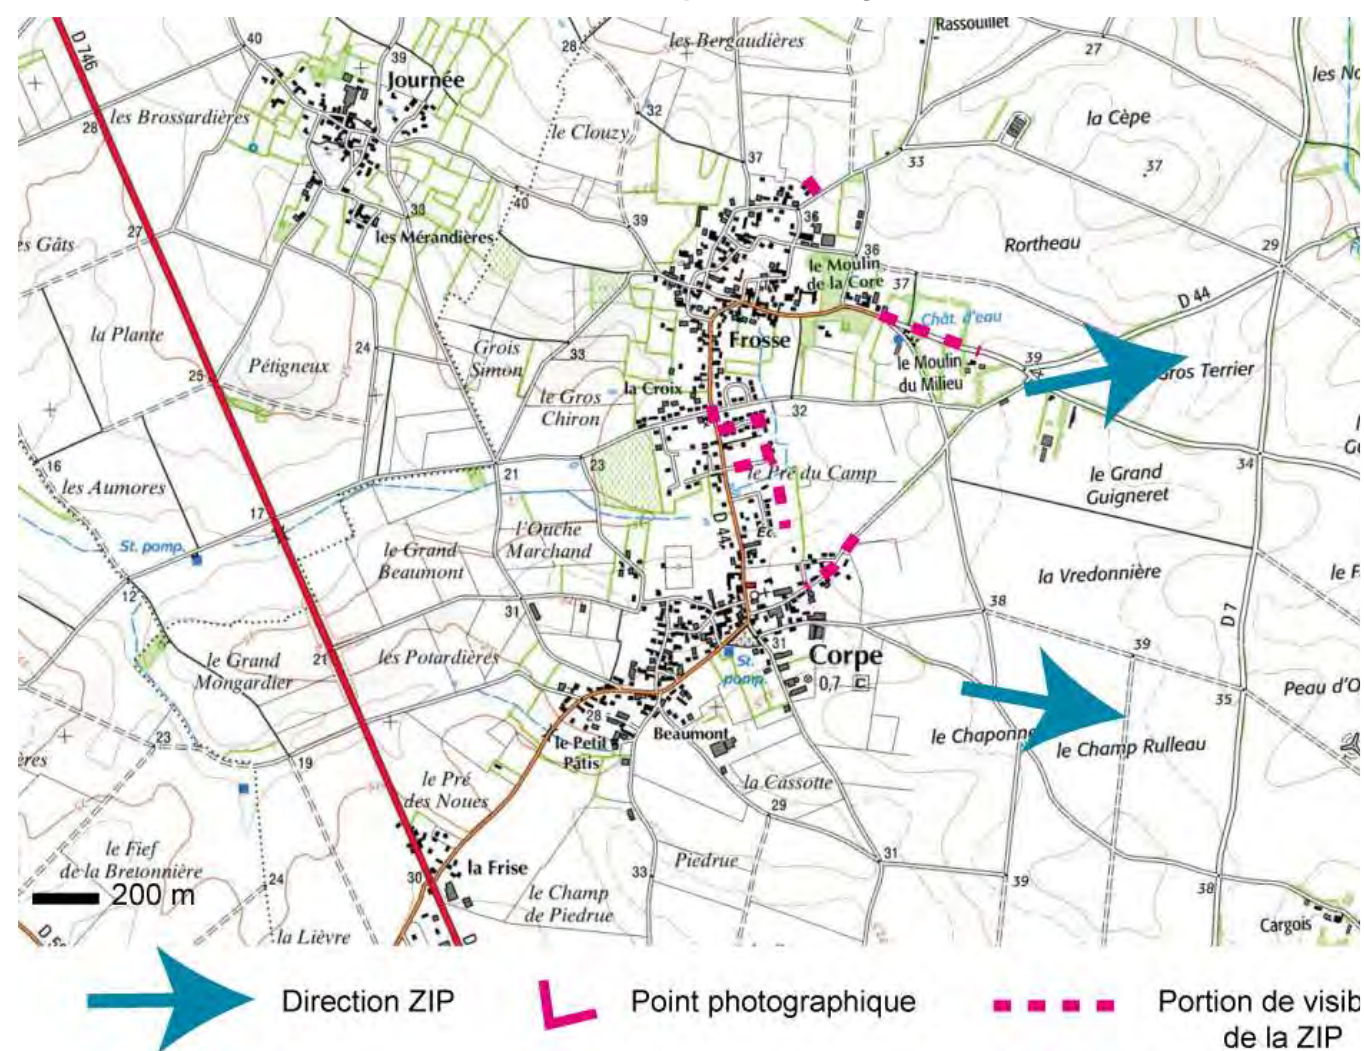 Rassouillet
D 746
40
39
28
les Bergaudières
27
les No
Journée
les Brossardières
28
32
le Clouzy
la Cèpe
37
33
37
40
33
39
36
les Mérandières
27
es Gâts
36
Rortheau
29
le Moulin
de la Core
37
D 44
la Plante
24
Grois
Simon
33
Frosse
Chât. d'eau
39
le Moulin
du Milieu
Gros Terrier
Pétigneux
25
la Croix
le Gros
Chiron
32
16
21
23
le Pré du Camp
34
les Aumores
le Grand
Guigneret
17
St. pomp.
le Grand
Beaumont
l'Ouche
Marchand
D 44
Ec.
la Vredonnière
le F
12
31
38
D 7
21
les Potardières
31
39
le Grand
Mongardier
St.
pomp.
Corpe
0,7
C
35
Peau d'O
28
Beaumont
le Petit
Pâtis
le Chaponne
le Champ Rulleau
23
19
ères
le Pré
des Noues
la Cassotte
29
le Fief
de la Bretonnière
Piedrue
31
la Frise
30
33
39
38
24
200 m
le Champ
de Piedrue
Cargois
la Lièvre
D
Direction ZIP
Point photographique
Portion de visib
de la ZIP